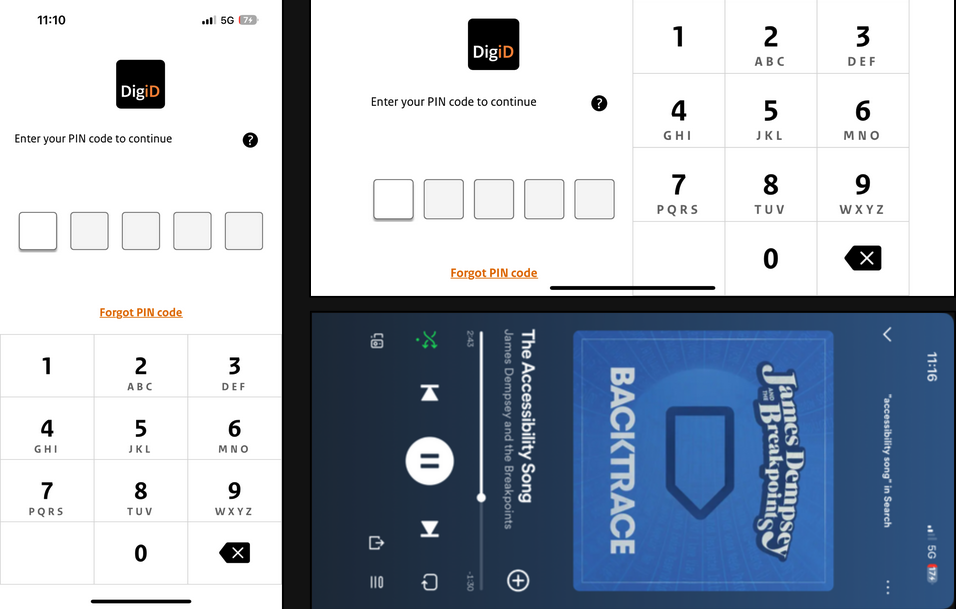 11:10
5G 7
DigiD
Enter your PIN code to continue
?
Forgot PIN code
1
2
ABC
3
DEF
4
GHI
5
JKL
6
MNO
7
PQRS
8
TUV
9
WXYZ
0
DigiD
Enter your PIN code to continue
?
Forgot PIN code
1
2
ABC
3
DEF
4
GHI
5
JKL
6
MNO
7
PQRS
8
TUV
9
WXYZ
0
11:16
5G 17
"accessibility song" in Search
James Dempsey
AND THE
Breakpoints
BACKTRACE
The Accessibility Song
James Dempsey and the Breakpoints
2:43
-1:30